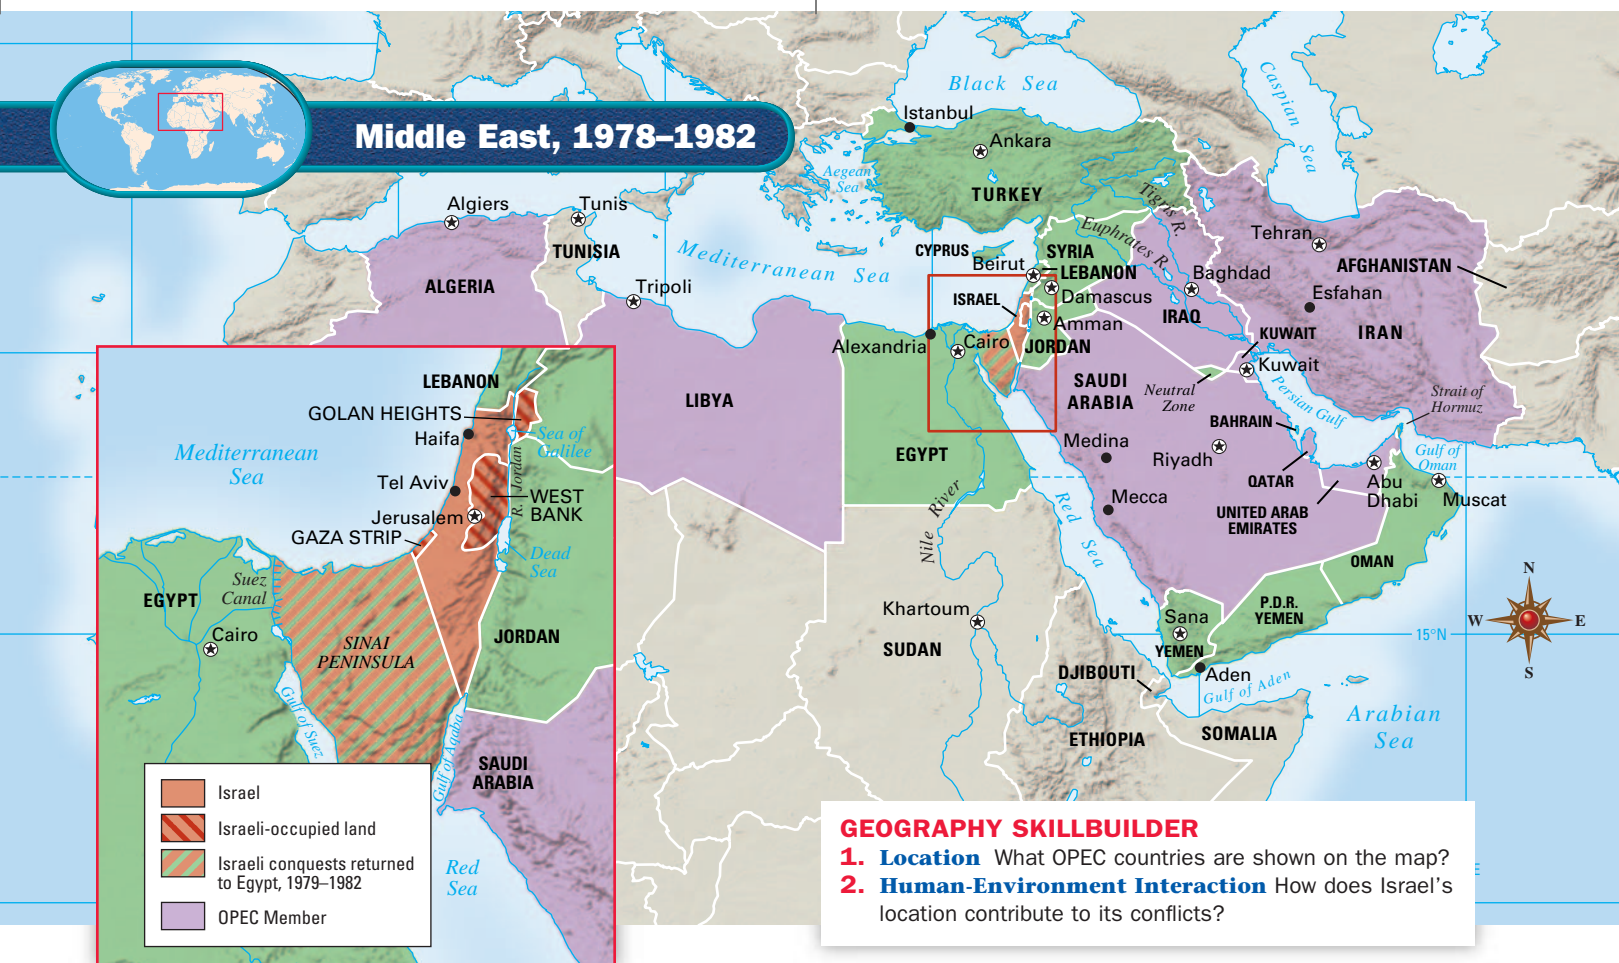 Middle East, 1978–1982
Black Sea
Caspian Sea
Istanbul
Ankara
Aegean
Sea
TURKEY
Tigris R.
Algiers
Tunis
TUNISIA
Mediterranean Sea
CYPRUS
SYRIA
Euphrates R.
Tehran
Beirut
LEBANON
Baghdad
AFGHANISTAN
ALGERIA
Tripoli
ISRAEL
Damascus
Esfahan
Amman
IRAQ
IRAN
Alexandria
Cairo
JORDAN
KUWAIT
Kuwait
LIBYA
SAUDI
ARABIA
Neutral
Zone
Persian Gulf
Strait of
Hormuz
BAHRAIN
EGYPT
Medina
Riyadh
Gulf of
Oman
QATAR
Abu
Dhabi
Muscat
Mecca
UNITED ARAB
EMIRATES
Nile River
Red Sea
OMAN
P.D.R.
YEMEN
Khartoum
Sana
SUDAN
YEMEN
15°N
N
W
E
S
DJIBOUTI
Aden
Gulf of Aden
Arabian
Sea
ETHIOPIA
SOMALIA
LEBANON
GOLAN HEIGHTS
Haifa
Sea of
Galilee
Mediterranean
Sea
R. Jordan
Tel Aviv
WEST
BANK
Jerusalem
GAZA STRIP
Dead
Sea
Suez
Canal
EGYPT
Cairo
SINAI
PENINSULA
JORDAN
Gulf of Suez
Gulf of Aqaba
SAUDI
ARABIA
Red
Sea
Israel
Israeli-occupied land
Israeli conquests returned
to Egypt, 1979–1982
OPEC Member
GEOGRAPHY SKILLBUILDER
1. Location What OPEC countries are shown on the map?
2. Human-Environment Interaction How does Israel's
location contribute to its conflicts?